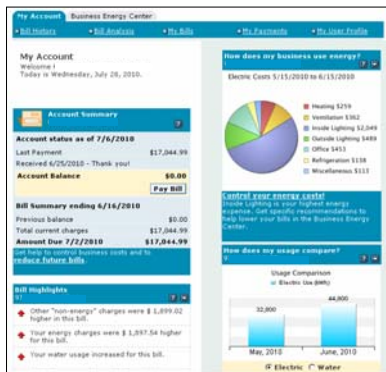 My Account
Business Energy Center
Bill History
Bill Analysis
My Bills
My Payments
My User Profile
My Account
Welcome !
Today is Wednesday, July 28, 2010.
Account Summary
?
Account status as of 7/6/2010
Last Payment $17,044.99
Received 6/25/2010 - Thank you!
Account Balance $0.00
Pay Bill
Bill Summary ending 6/16/2010
Previous balance $0.00
Total current charges $17,044.99
Amount Due 7/2/2010 $17,044.99
Get help to control business costs and to
reduce future bills.
Bill Highlights
Other "non-energy" charges were $ 1,899.02
higher in this bill.
Your energy charges were $ 1,897.54 higher
for this bill.
Your water usage increased for this bill.
How does my business use energy?
Electric Costs 5/15/2010 to 6/15/2010
Heating $259
Ventilation $362
Inside Lighting $2,049
Outside Lighting $489
Office $453
Refrigeration $138
Miscellaneous $113
Control your energy costs!
Inside Lighting is your highest energy
expense. Get specific recommendations to
help lower your bills in the Business Energy
Center.
How does my usage compare?
Usage Comparison
Electric Use (kWh)
32,800
44,800
May, 2010
June, 2010
Electric
Water